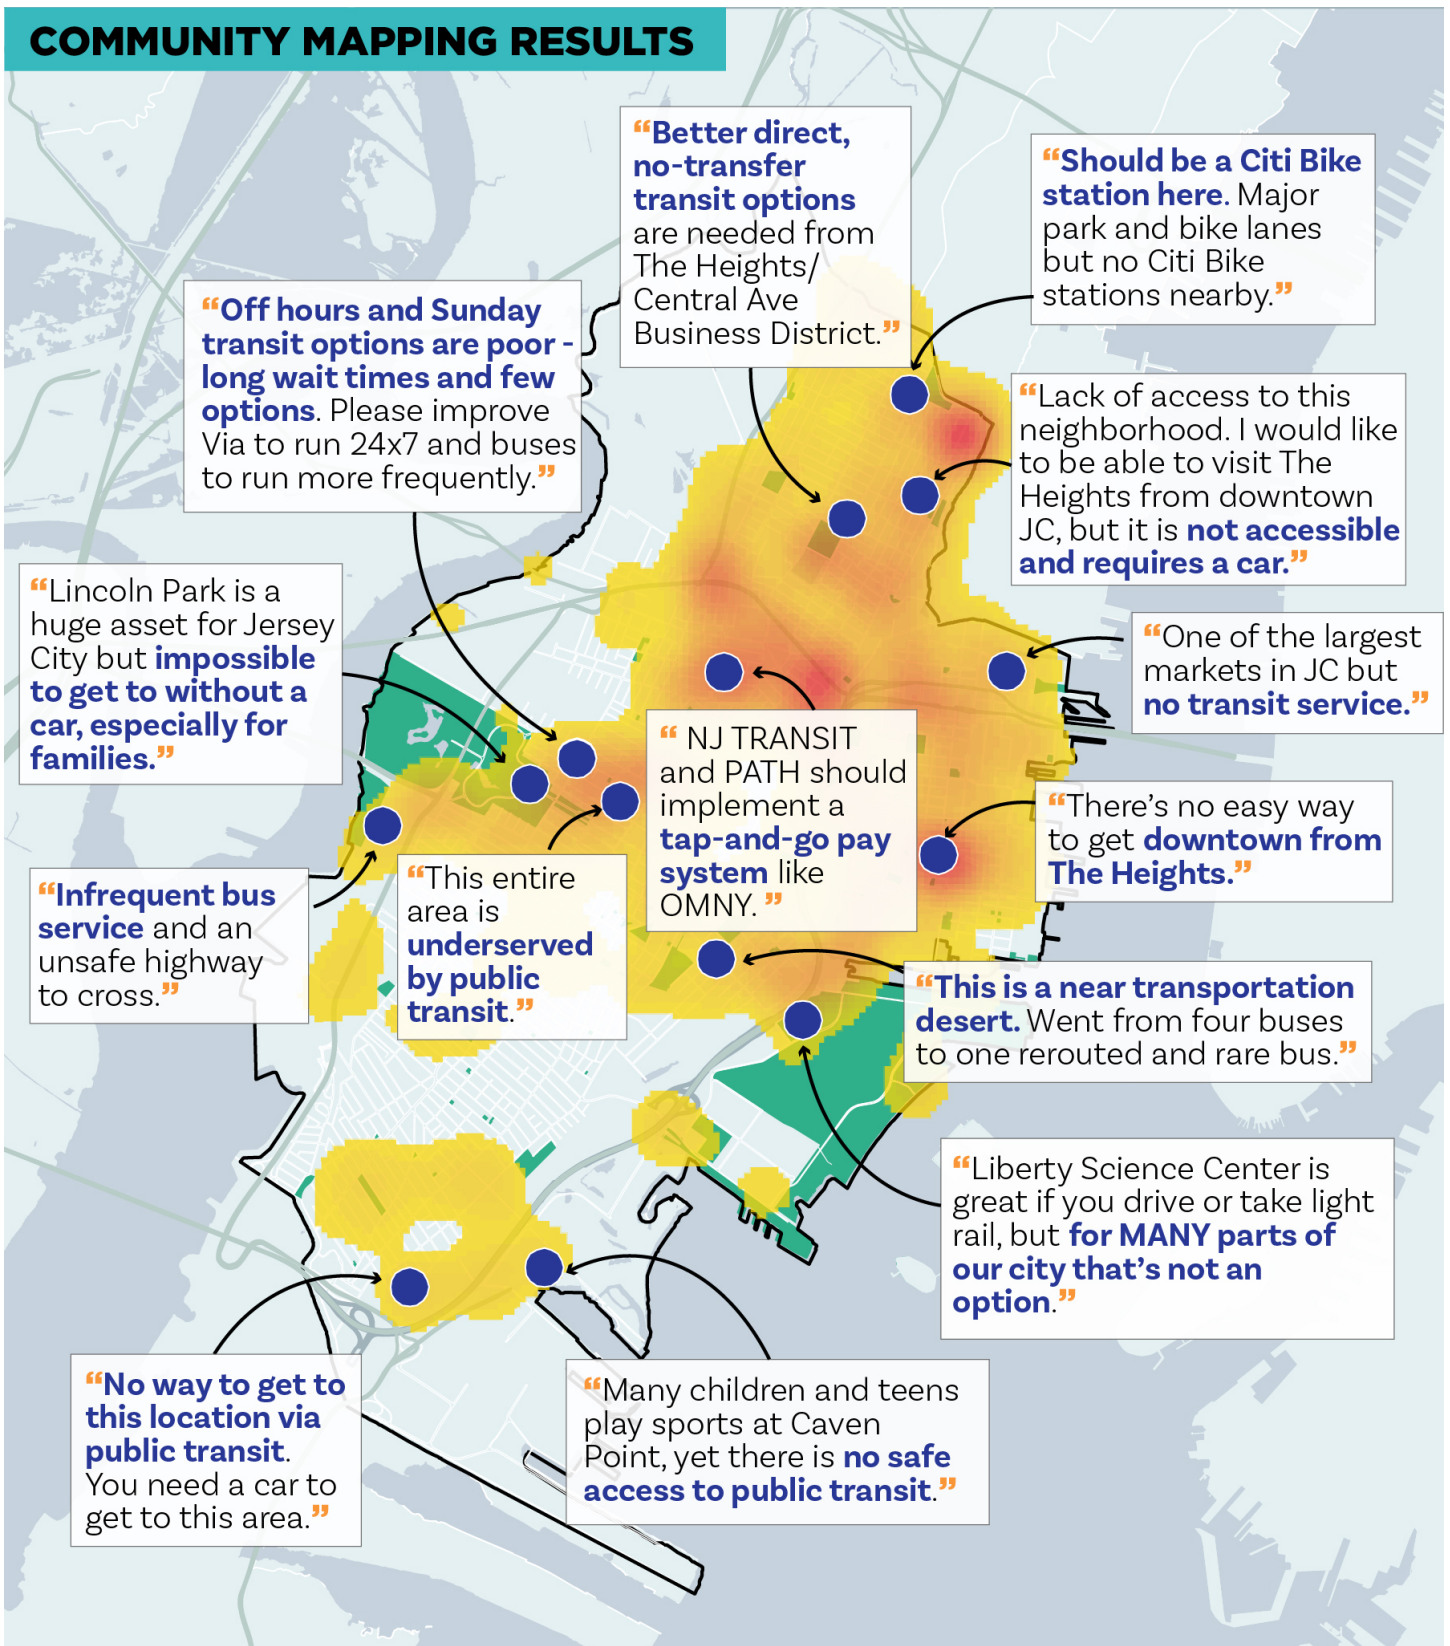 COMMUNITY MAPPING RESULTS
“Better direct,
no-transfer
transit options
are needed from
The Heights/
Central Ave
Business District.”
“Should be a Citi Bike
station here. Major
park and bike lanes
but no Citi Bike
stations nearby.”
“Off hours and Sunday
transit options are poor -
long wait times and few
options. Please improve
Via to run 24x7 and buses
to run more frequently.”
“Lack of access to this
neighborhood. I would like
to be able to visit The
Heights from downtown
JC, but it is not accessible
and requires a car.”
“Lincoln Park is a
huge asset for Jersey
City but impossible
to get to without a
car, especially for
families.”
“One of the largest
markets in JC but
no transit service.”
“ NJ TRANSIT
and PATH should
implement a
tap-and-go pay
system like
OMNY. ”
“There’s no easy way
to get downtown from
The Heights.”
“Infrequent bus
service and an
unsafe highway
to cross.”
“This entire
area is
underserved
by public
transit.”
“This is a near transportation
desert. Went from four buses
to one rerouted and rare bus.”
“Liberty Science Center is
great if you drive or take light
rail, but for MANY parts of
our city that’s not an
option.”
“No way to get to
this location via
public transit.
You need a car to
get to this area.”
“Many children and teens
play sports at Caven
Point, yet there is no safe
access to public transit.”